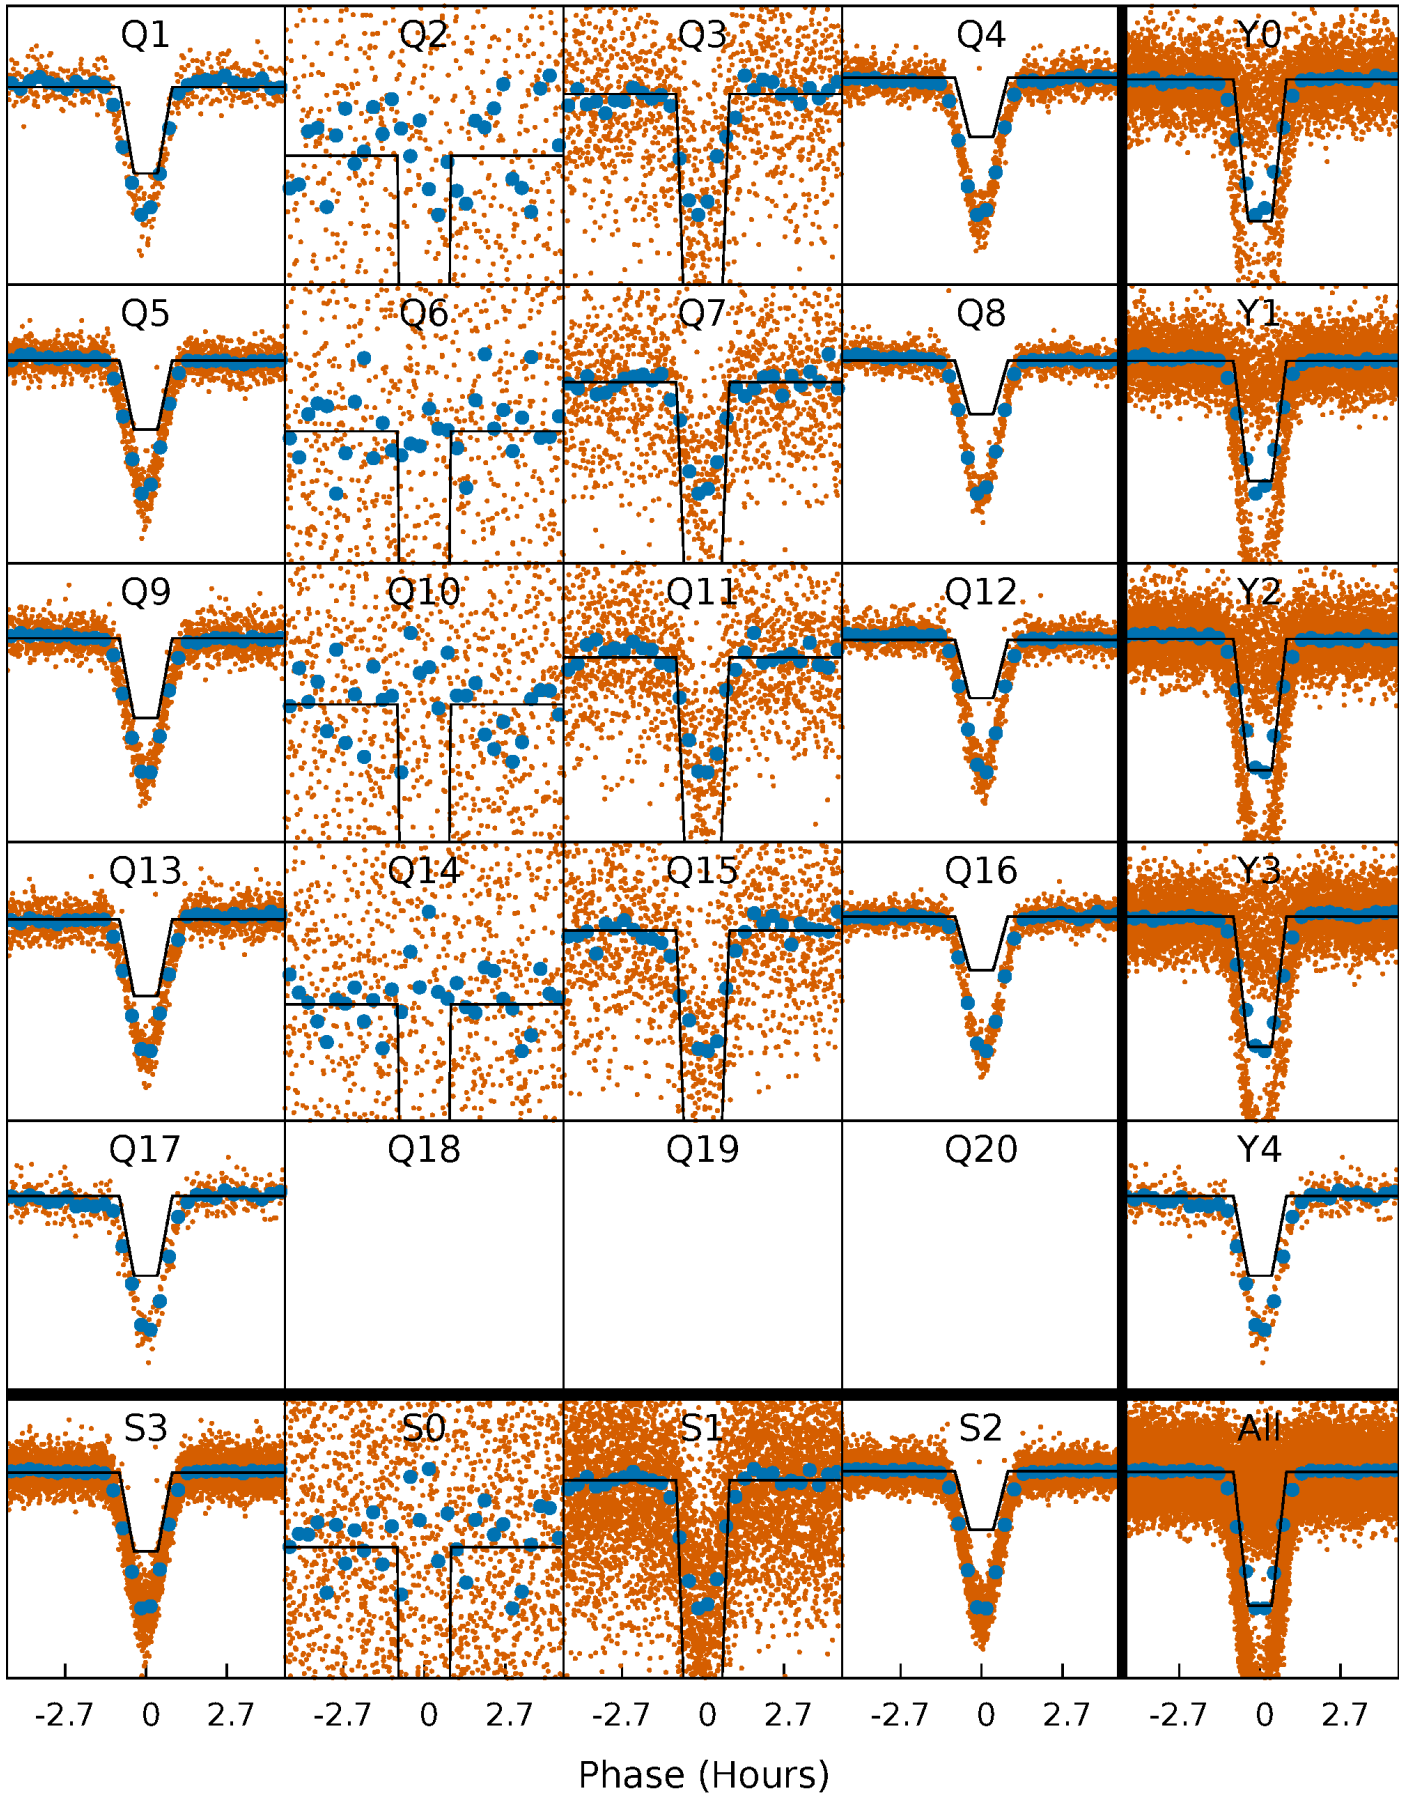 Q1 Q2 Q3 Q4 Y0
Q5 Q6 Q7 Q8 Y1
Q9 Q10 Q11 Q12 Y2
Q13 Q14 Q15 Q16 Y3
Q17 Q18 Q19 Q20 Y4
S3 S0 S1 S2 All
-2.7 0 2.7 -2.7 0 2.7 -2.7 0 2.7 -2.7 0 2.7 -2.7 0 2.7
Phase (Hours)